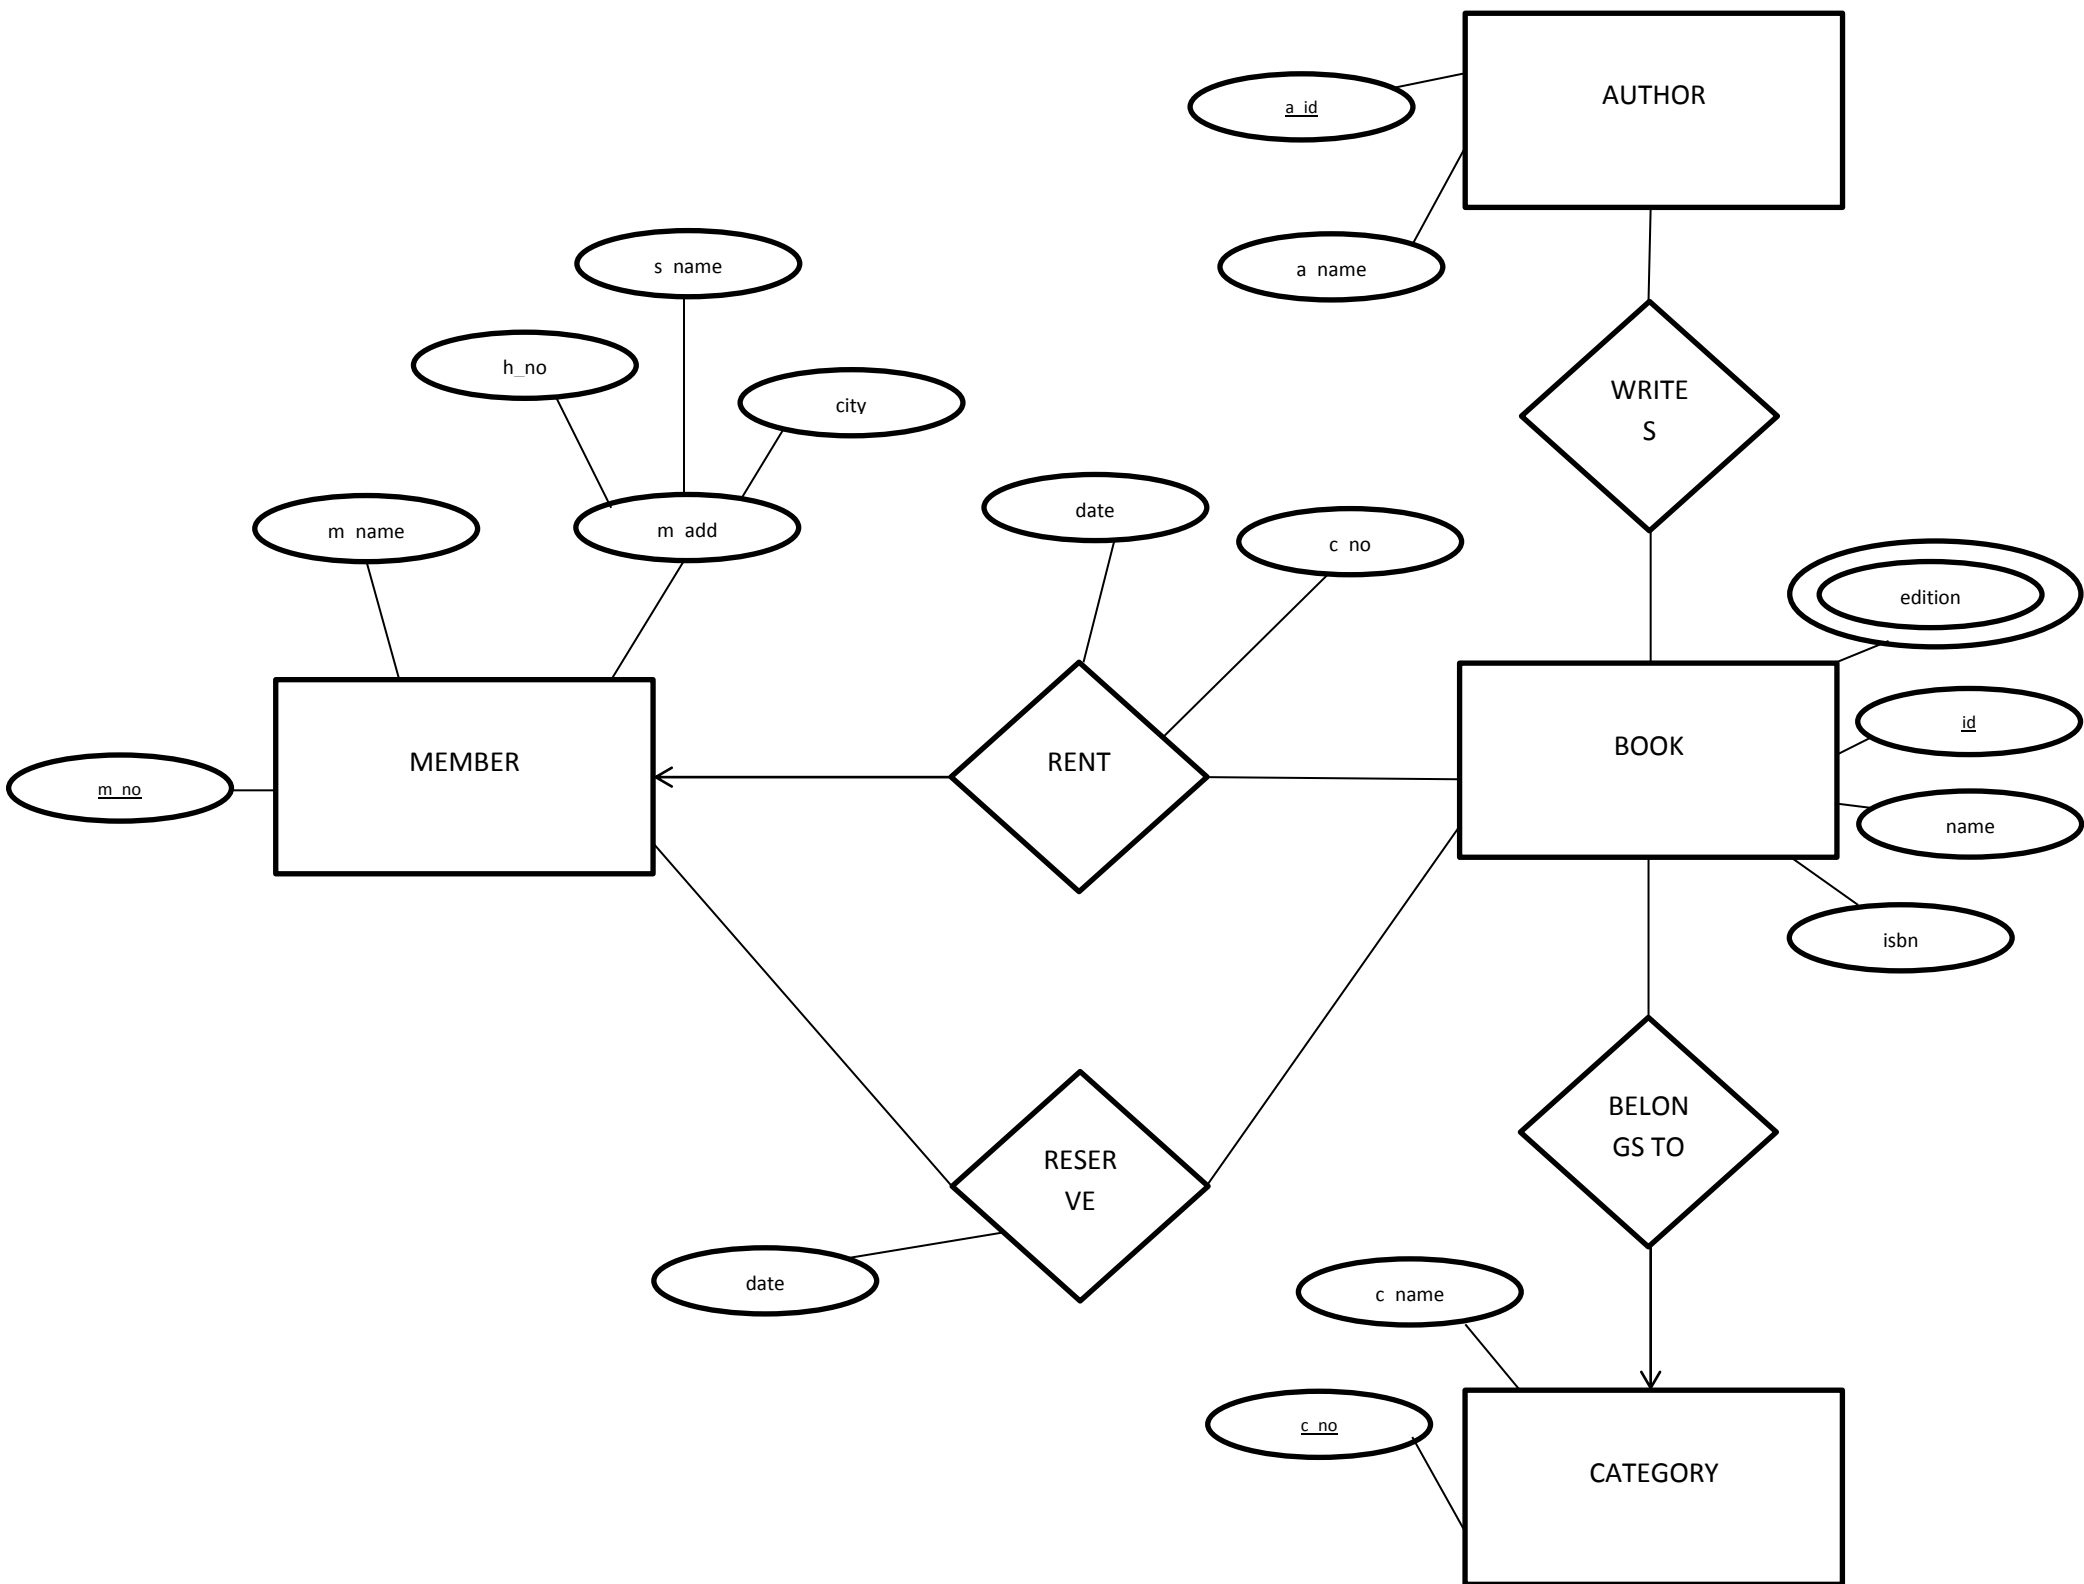 AUTHOR
a_id
a_name
s_name
h_no
city
WRITE
S
date
m_name
m_add
c_no
edition
id
BOOK
MEMBER
RENT
m_no
name
isbn
BELON
GS TO
RESER
VE
date
c_name
c_no
CATEGORY